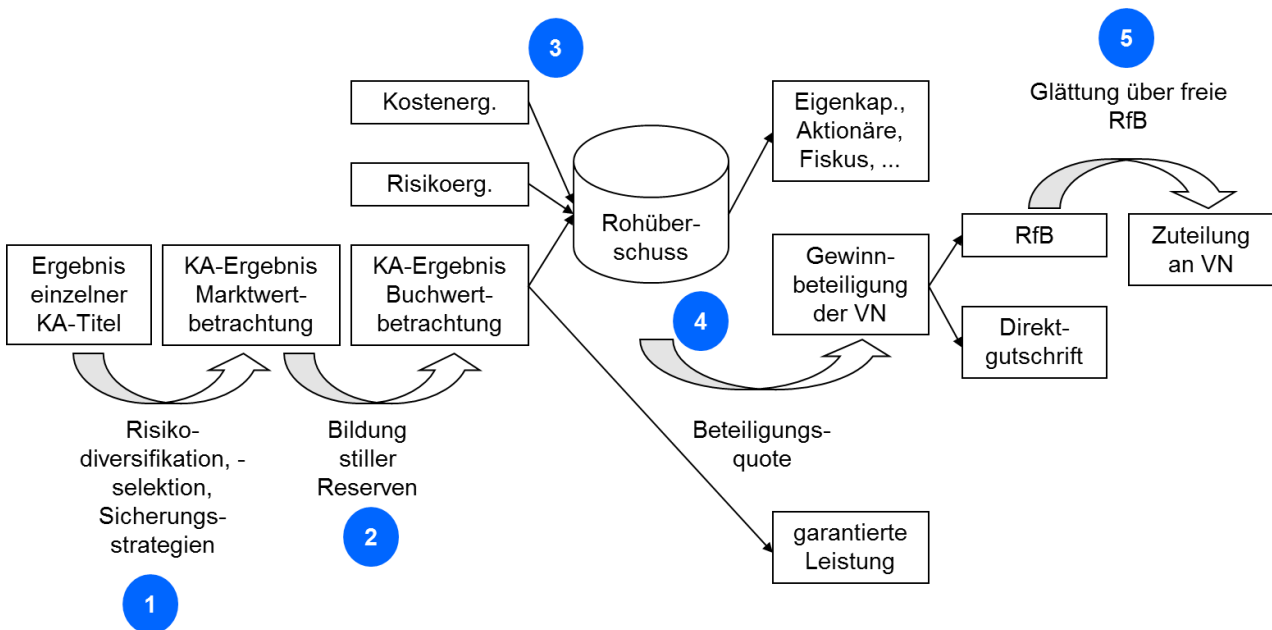 3
5
Kostenerg.
Eigenkap.,
Aktionäre,
Fiskus, ...
Glättung über freie
RfB
Risikoerg.
Rohüber-
schuss
Ergebnis
einzelner
KA-Titel
KA-Ergebnis
Marktwert-
betrachtung
KA-Ergebnis
Buchwert-
betrachtung
Gewinn-
beteiligung
der VN
RfB
Zuteilung
an VN
4
Direkt-
gutschrift
Risiko-
diversifikation, -
selektion,
Sicherungs-
strategien
Bildung
stiller
Reserven
Beteiligungs-
quote
2
garantierte
Leistung
1